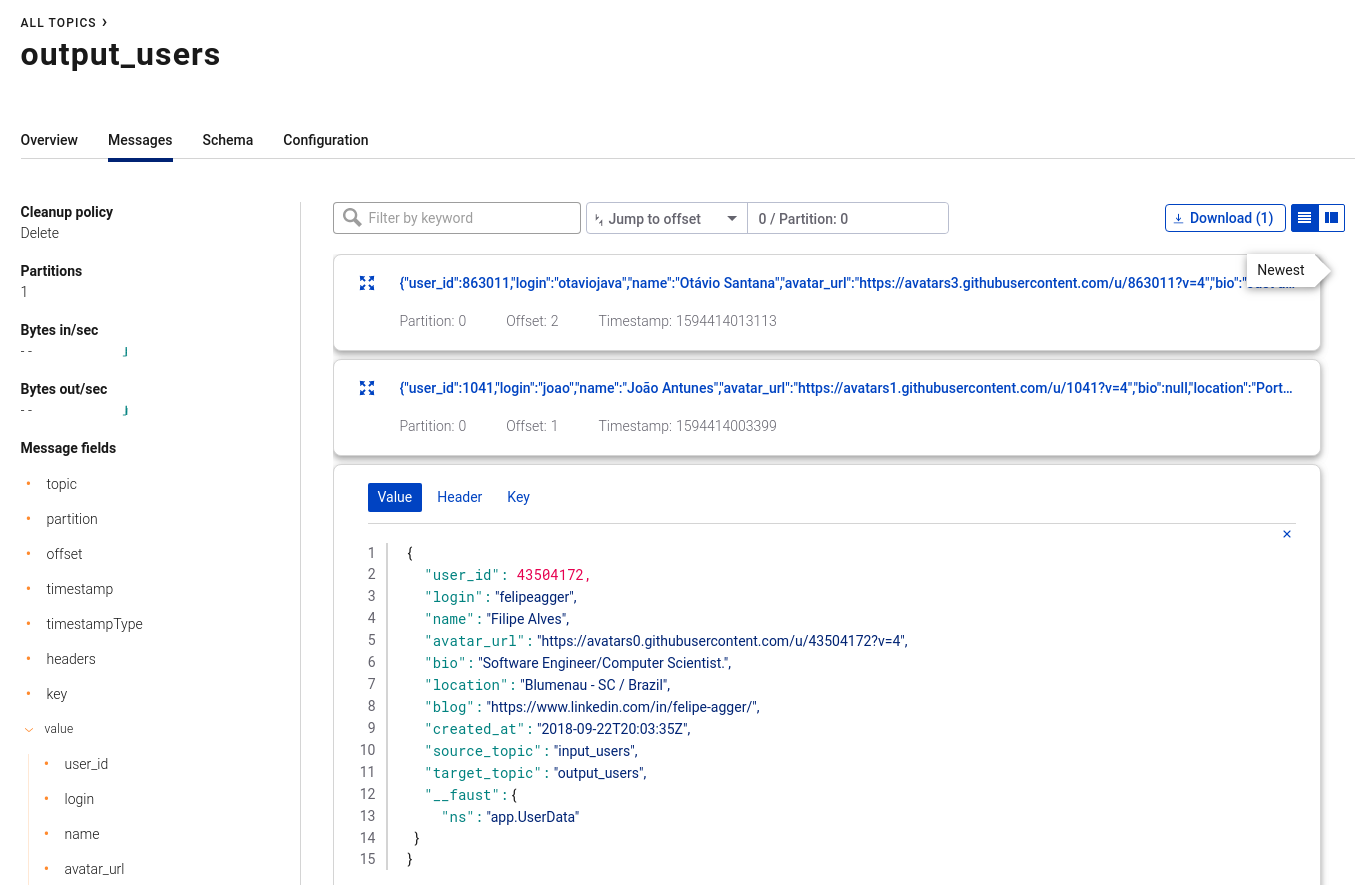 ALL TOPICS ›
output_users
Overview Messages Schema Configuration
Cleanup policy
Delete
Partitions
1
Bytes in/sec
- -
Bytes out/sec
- -
Message fields
topic
partition
offset
timestamp
timestampType
headers
key
value
user_id
login
name
avatar_url
Filter by keyword Jump to offset 0 / Partition: 0 Download (1)
Newest
{"user_id":863011,"login":"otaviojava","name":"Otávio Santana","avatar_url":"https://avatars3.githubusercontent.com/u/863011?v=4","bio":"
Partition: 0 Offset: 2 Timestamp: 1594414013113
{"user_id":1041,"login":"joao","name":"João Antunes","avatar_url":"https://avatars1.githubusercontent.com/u/1041?v=4","bio":null,"location":"Port...
Partition: 0 Offset: 1 Timestamp: 1594414003399
Value Header Key
×
1 {
2 "user_id": 43504172,
3 "login": "felipeagger",
4 "name": "Filipe Alves",
5 "avatar_url": "https://avatars0.githubusercontent.com/u/43504172?v=4",
6 "bio": "Software Engineer/Computer Scientist.",
7 "location": "Blumenau - SC / Brazil",
8 "blog": "https://www.linkedin.com/in/felipe-agger/",
9 "created_at": "2018-09-22T20:03:35Z",
10 "source_topic": "input_users",
11 "target_topic": "output_users",
12 "__faust": {
13 "ns": "app.UserData"
14 }
15 }